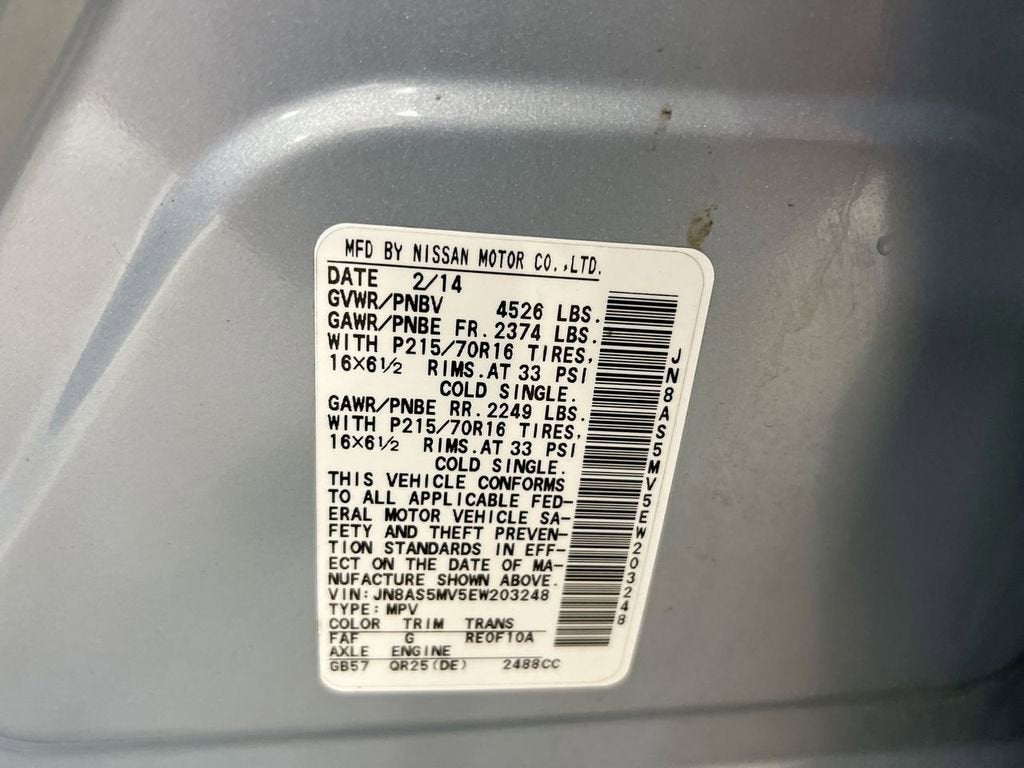 MFD BY NISSAN MOTOR CO.,LTD.
DATE 2/14
GVWR/PNBV 4526 LBS.
GAWR/PNBE FR.2374 LBS.
WITH P215/70R16 TIRES,
16×6½ RIMS.AT 33 PSI
COLD SINGLE.
GAWR/PNBE RR.2249 LBS.
WITH P215/70R16 TIRES,
16×6½ RIMS.AT 33 PSI
COLD SINGLE.
THIS VEHICLE CONFORMS
TO ALL APPLICABLE FED-
ERAL MOTOR VEHICLE SA-
FETY AND THEFT PREVEN-
TION STANDARDS IN EFF-
ECT ON THE DATE OF MA-
NUFACTURE SHOWN ABOVE.
VIN:JN8AS5MV5EW203248
TYPE:MPV
COLOR TRIM TRANS
FAF G RE0F10A
AXLE ENGINE
GB57 QR25(DE) 2488CC
JN8AS5MV5EW203248